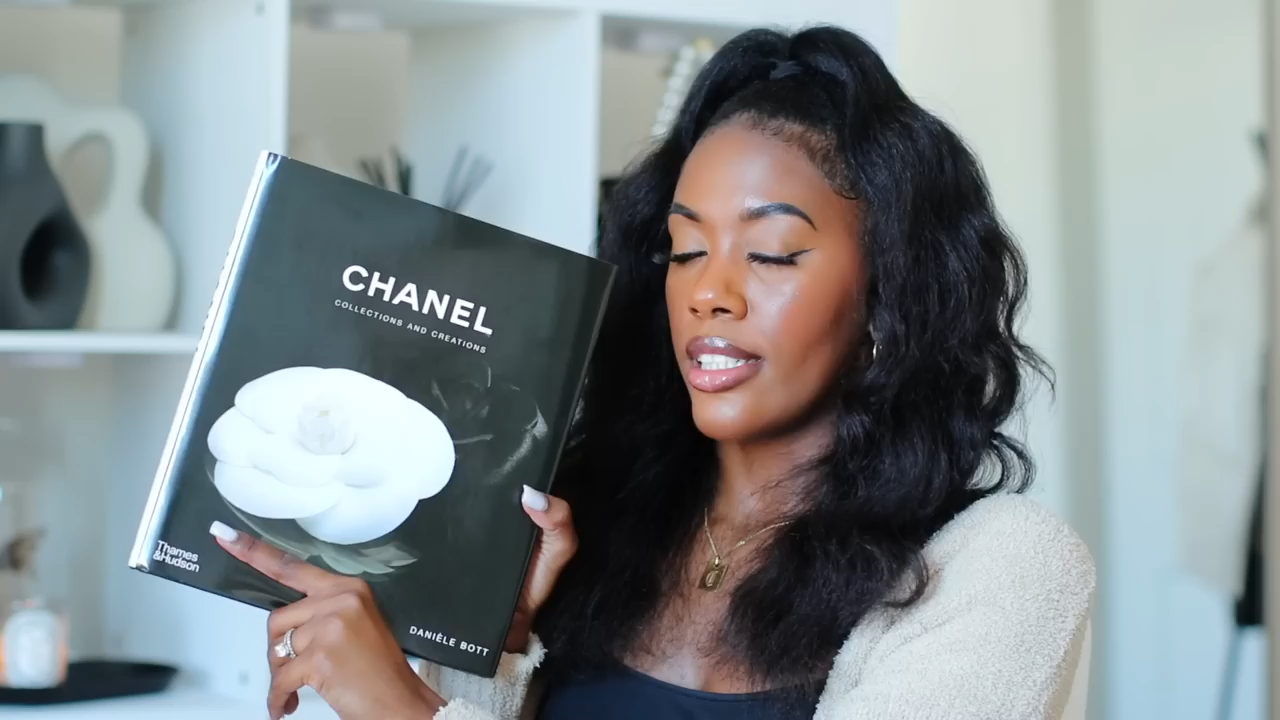 CHANEL
COLLECTIONS AND CREATIONS
Thames
&Hudson
DANIÈLE BOTT